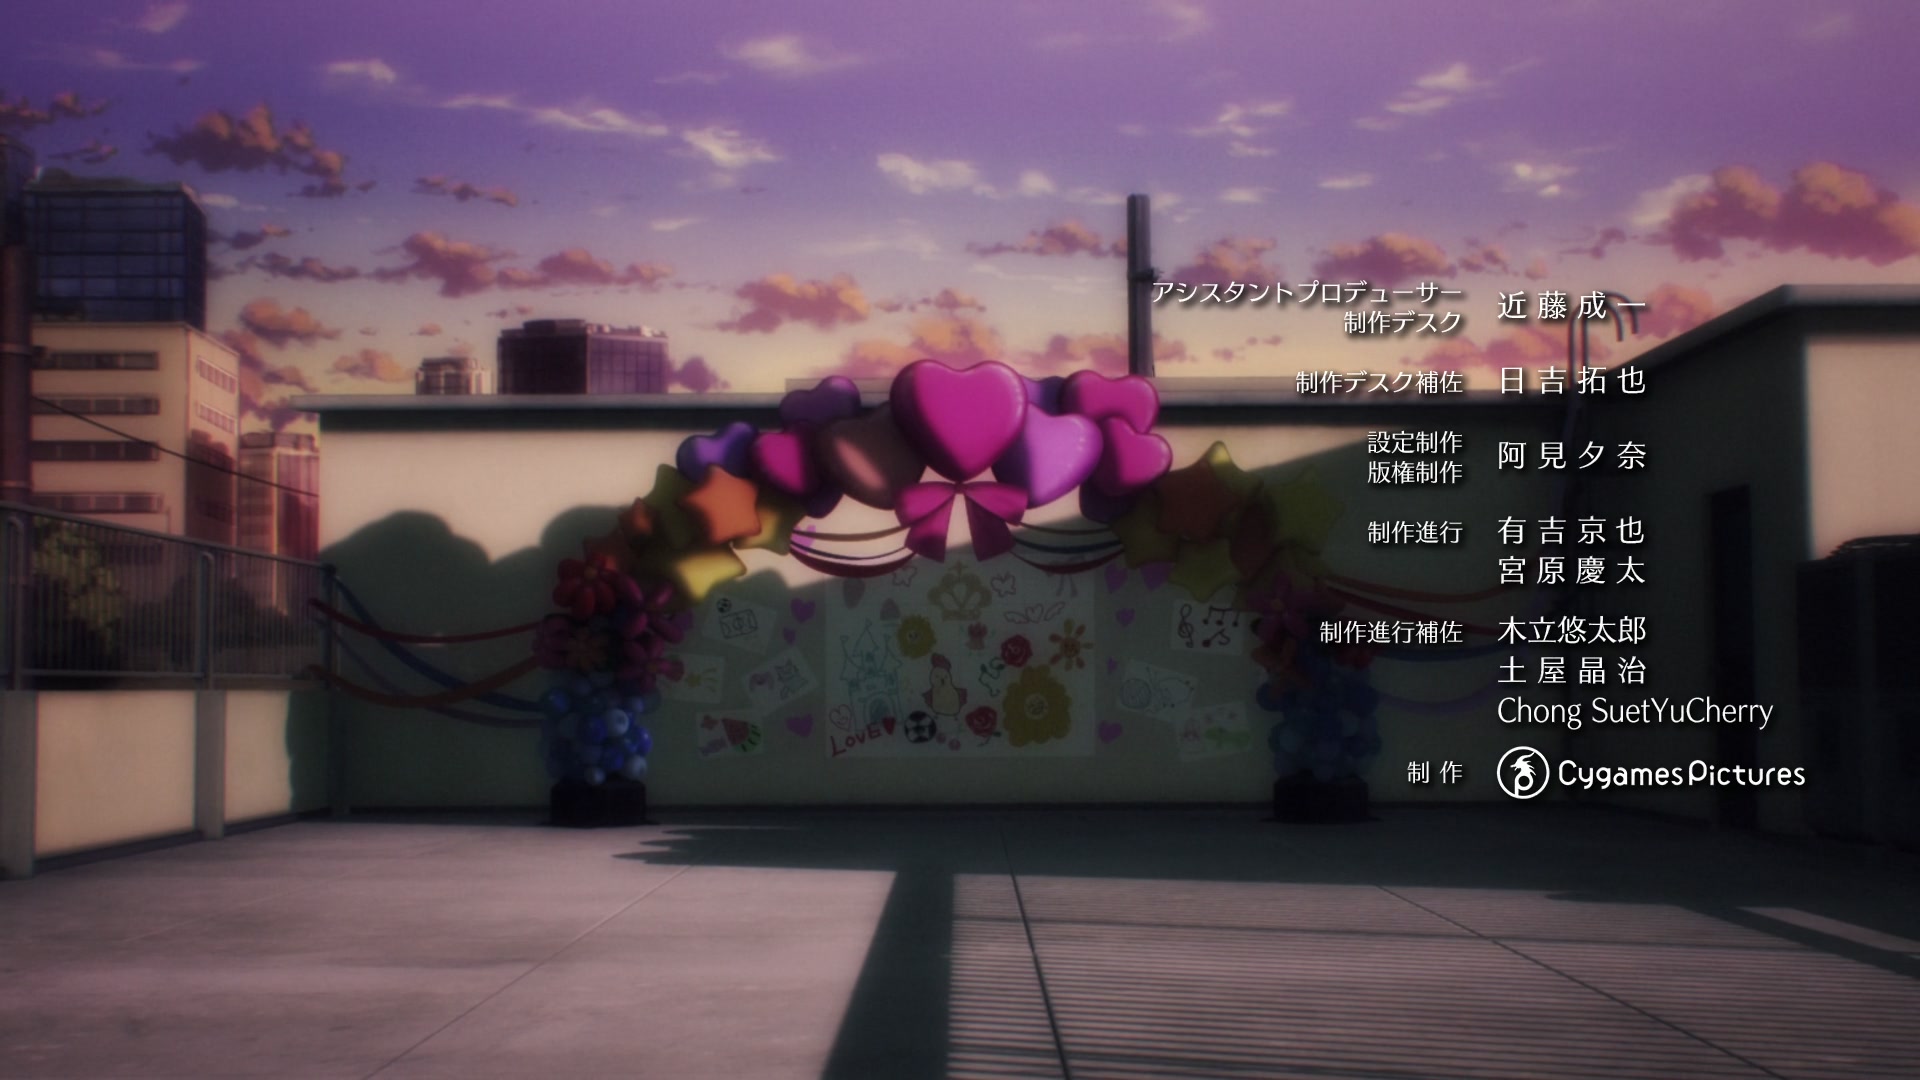 アシスタントプロデューサー
制作デスク
近藤成一
制作デスク補佐 日吉拓也
設定制作
版権制作
阿見夕奈
制作進行 有吉京也
宮原慶太
制作進行補佐 木立悠太郎
土屋晶治
Chong SuetYuCherry
制作 CygamesPictures
LOVE